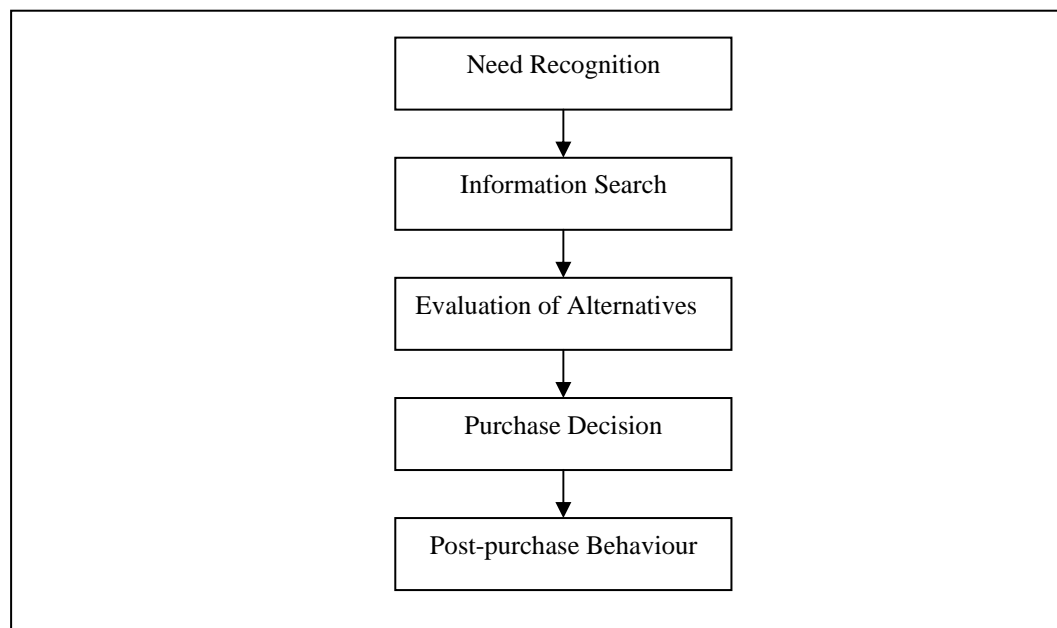 Need Recognition
Information Search
Evaluation of Alternatives
Purchase Decision
Post-purchase Behaviour